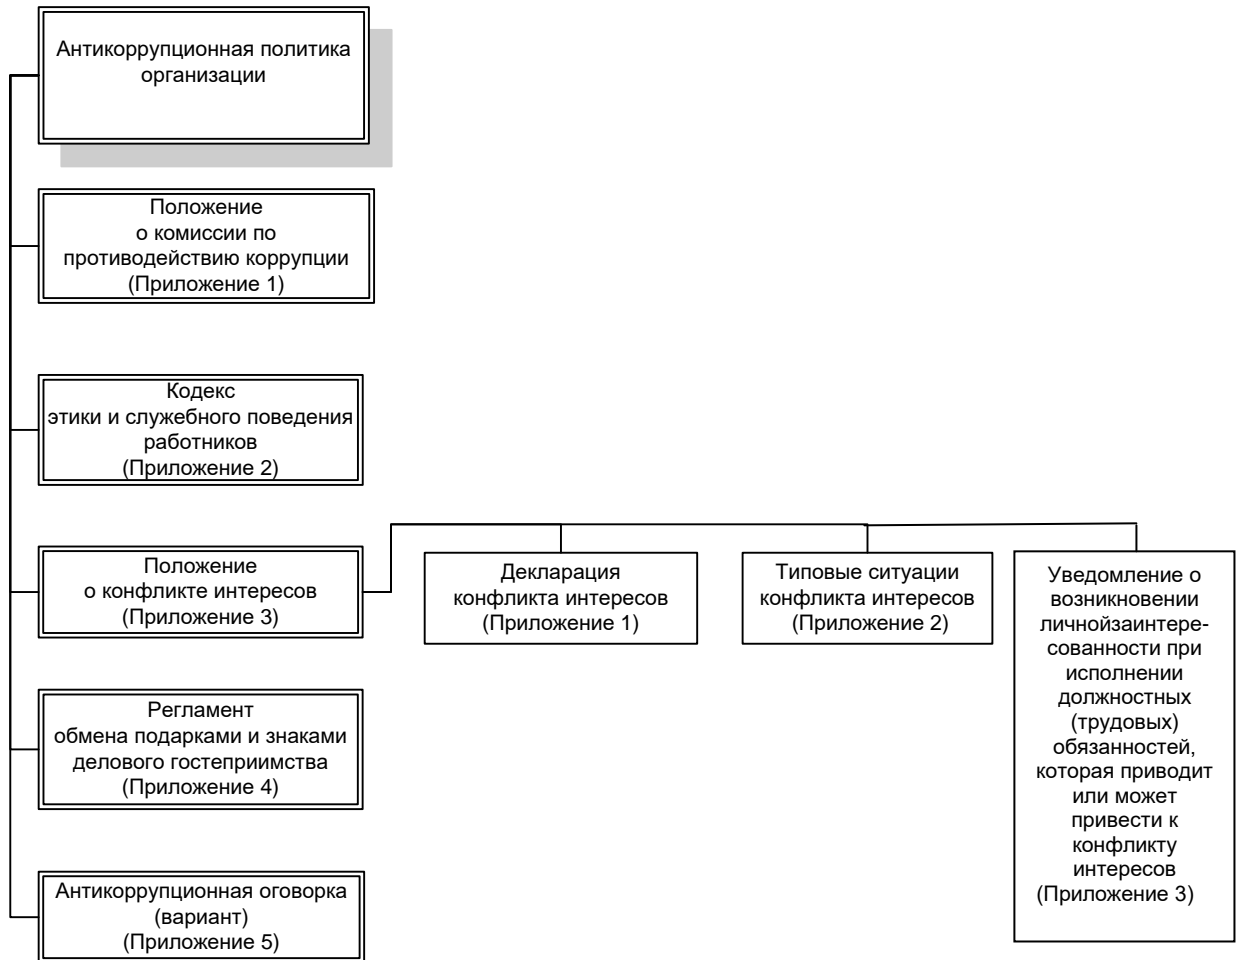 Антикоррупционная политика
организации
Положение
о комиссии по
противодействию коррупции
(Приложение 1)
Кодекс
этики и служебного поведения
работников
(Приложение 2)
Положение
о конфликте интересов
(Приложение 3)
Декларация
конфликта интересов
(Приложение 1)
Типовые ситуации
конфликта интересов
(Приложение 2)
Уведомление о
возникновении
личнойзаинтере-
сованности при
исполнении
должностных
(трудовых)
обязанностей,
которая приводит
или может
привести к
конфликту
интересов
(Приложение 3)
Регламент
обмена подарками и знаками
делового гостеприимства
(Приложение 4)
Антикоррупционная оговорка
(вариант)
(Приложение 5)